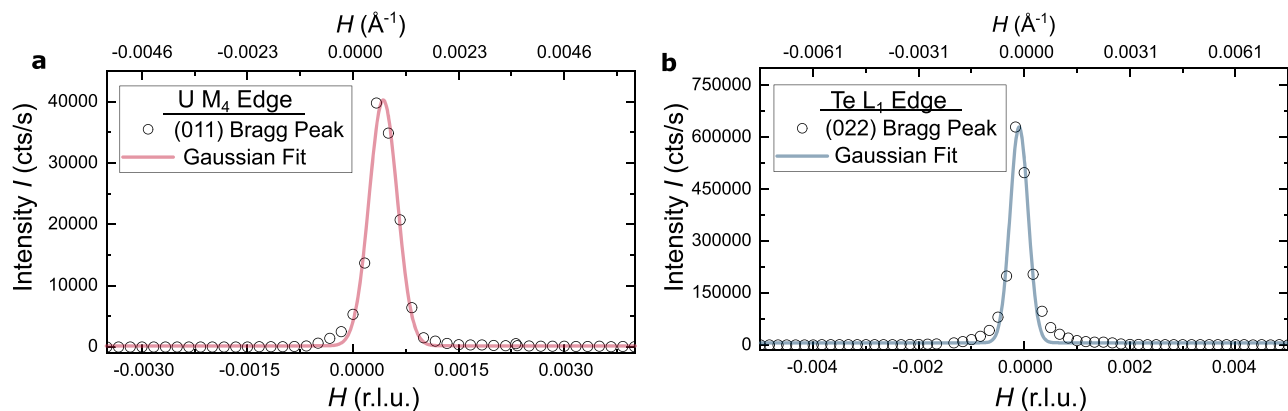 a
H (Å⁻¹)
-0.0046 -0.0023 0.0000 0.0023 0.0046
U M₄ Edge
(011) Bragg Peak
Gaussian Fit
Intensity I (cts/s)
40000
30000
20000
10000
0
-0.0030 -0.0015 0.0000 0.0015 0.0030
H (r.l.u.)
b
H (Å⁻¹)
-0.0061 -0.0031 0.0000 0.0031 0.0061
Te L₁ Edge
(022) Bragg Peak
Gaussian Fit
Intensity I (cts/s)
750000
600000
450000
300000
150000
0
-0.004 -0.002 0.000 0.002 0.004
H (r.l.u.)